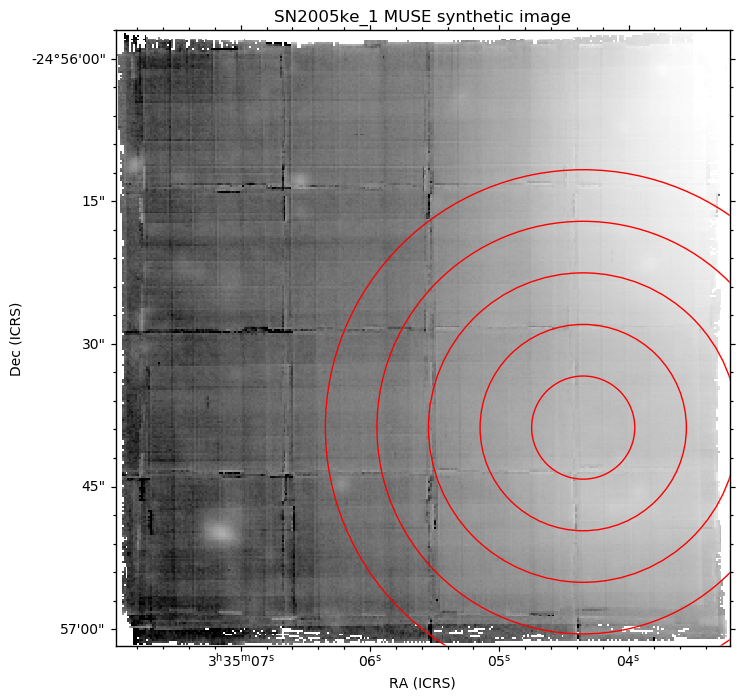 SN2005ke_1 MUSE synthetic image
-24°56'00"
15"
30"
45"
57'00"
Dec (ICRS)
3ʰ35ᵐ07ˢ 06ˢ 05ˢ 04ˢ
RA (ICRS)